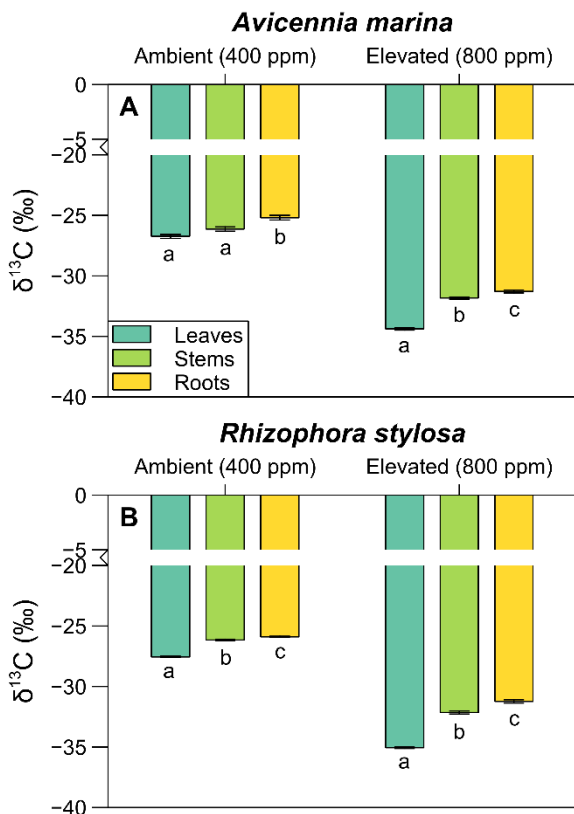 Avicennia marina
Ambient (400 ppm) Elevated (800 ppm)
A
0
−5
−20
−25
−30
−35
−40
δ¹³C (‰)
a a b
a b c
Leaves
Stems
Roots
Rhizophora stylosa
Ambient (400 ppm) Elevated (800 ppm)
B
0
−5
−20
−25
−30
−35
−40
δ¹³C (‰)
a b c
a b c